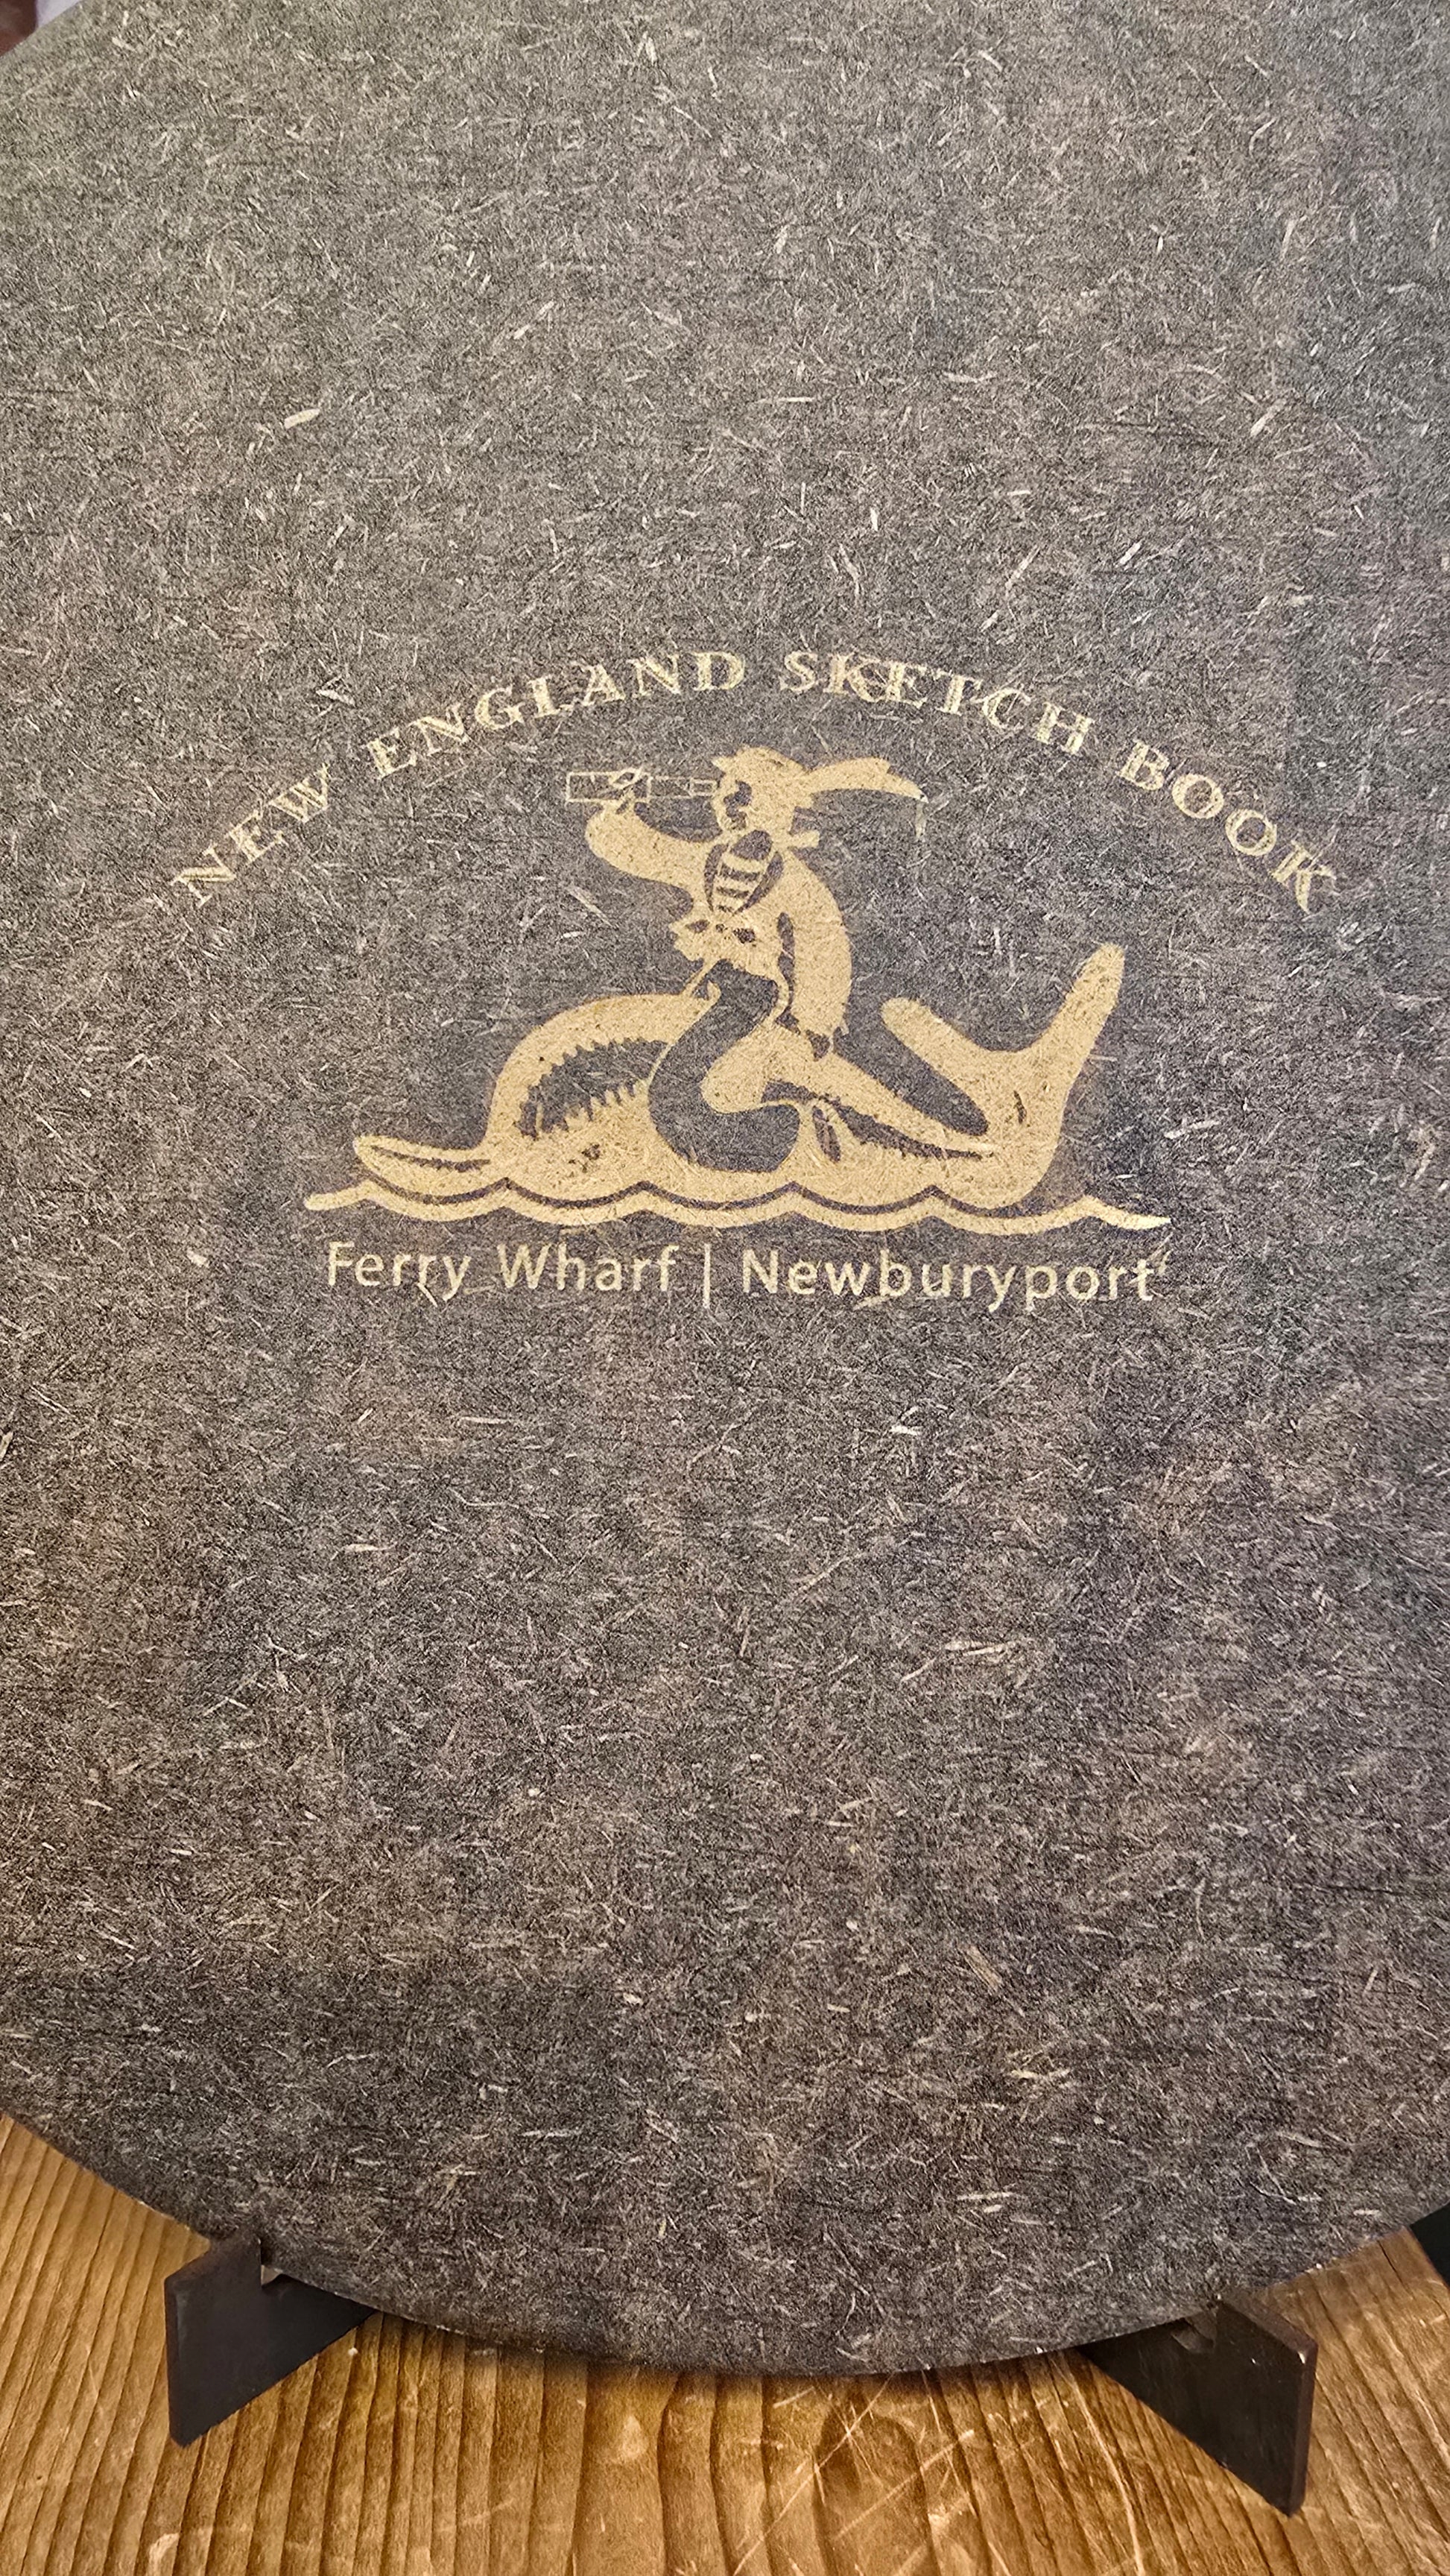 NEW ENGLAND SKETCH BOOK
Ferry Wharf | Newburyport